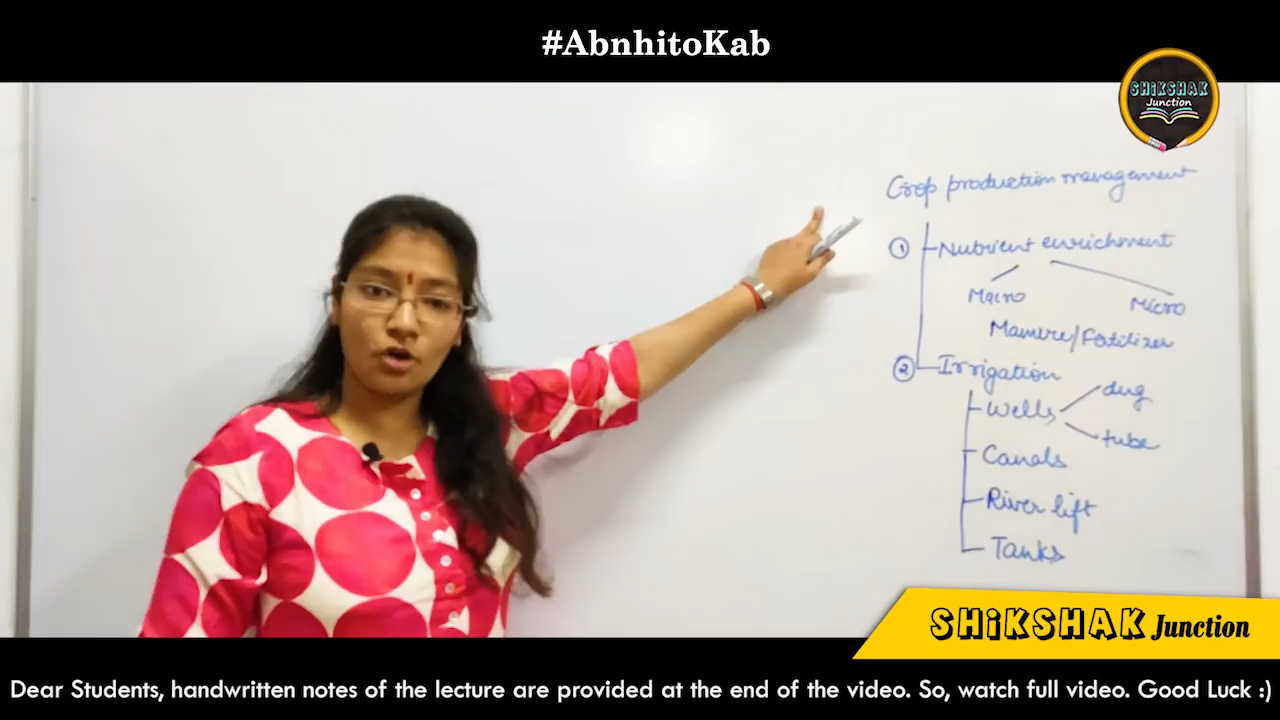 #AbnhitoKab
SHiKSHAK
Junction
Crop production management
① Nutrient enrichment
Macro Micro
Manure/Fertilizer
② Irrigation
Wells dug
tube
Canals
River lift
Tanks
SHiKSHAK Junction
Dear Students, handwritten notes of the lecture are provided at the end of the video. So, watch full video. Good Luck :)